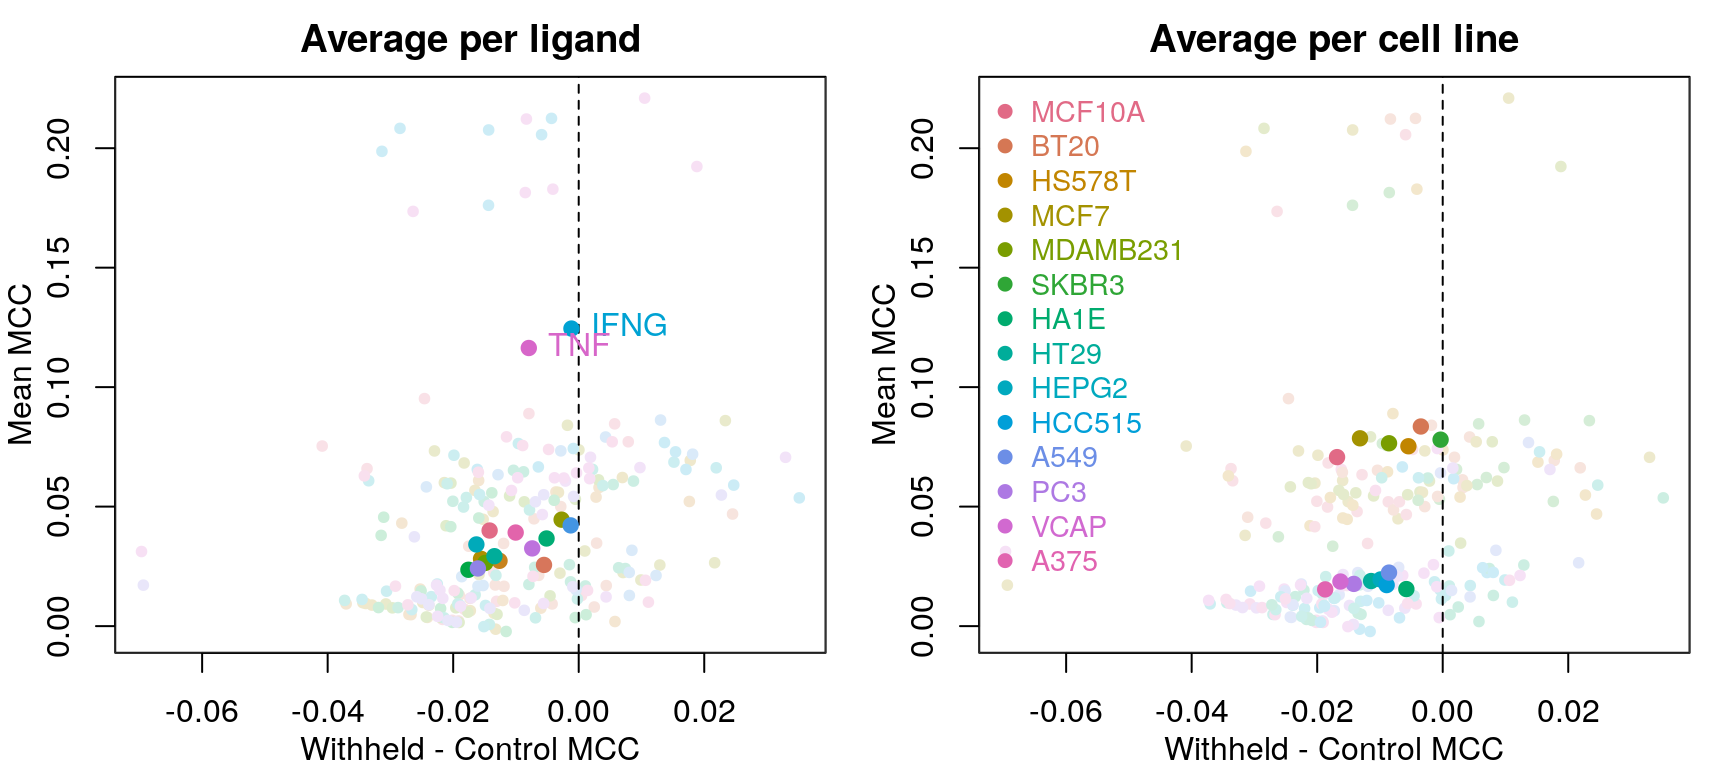 Average per ligand
Mean MCC
0.20
0.15
0.10
0.05
0.00
IFNG
TNF
-0.06 -0.04 -0.02 0.00 0.02
Withheld - Control MCC
Average per cell line
Mean MCC
0.20
0.15
0.10
0.05
0.00
MCF10A
BT20
HS578T
MCF7
MDAMB231
SKBR3
HA1E
HT29
HEPG2
HCC515
A549
PC3
VCAP
A375
-0.06 -0.04 -0.02 0.00 0.02
Withheld - Control MCC